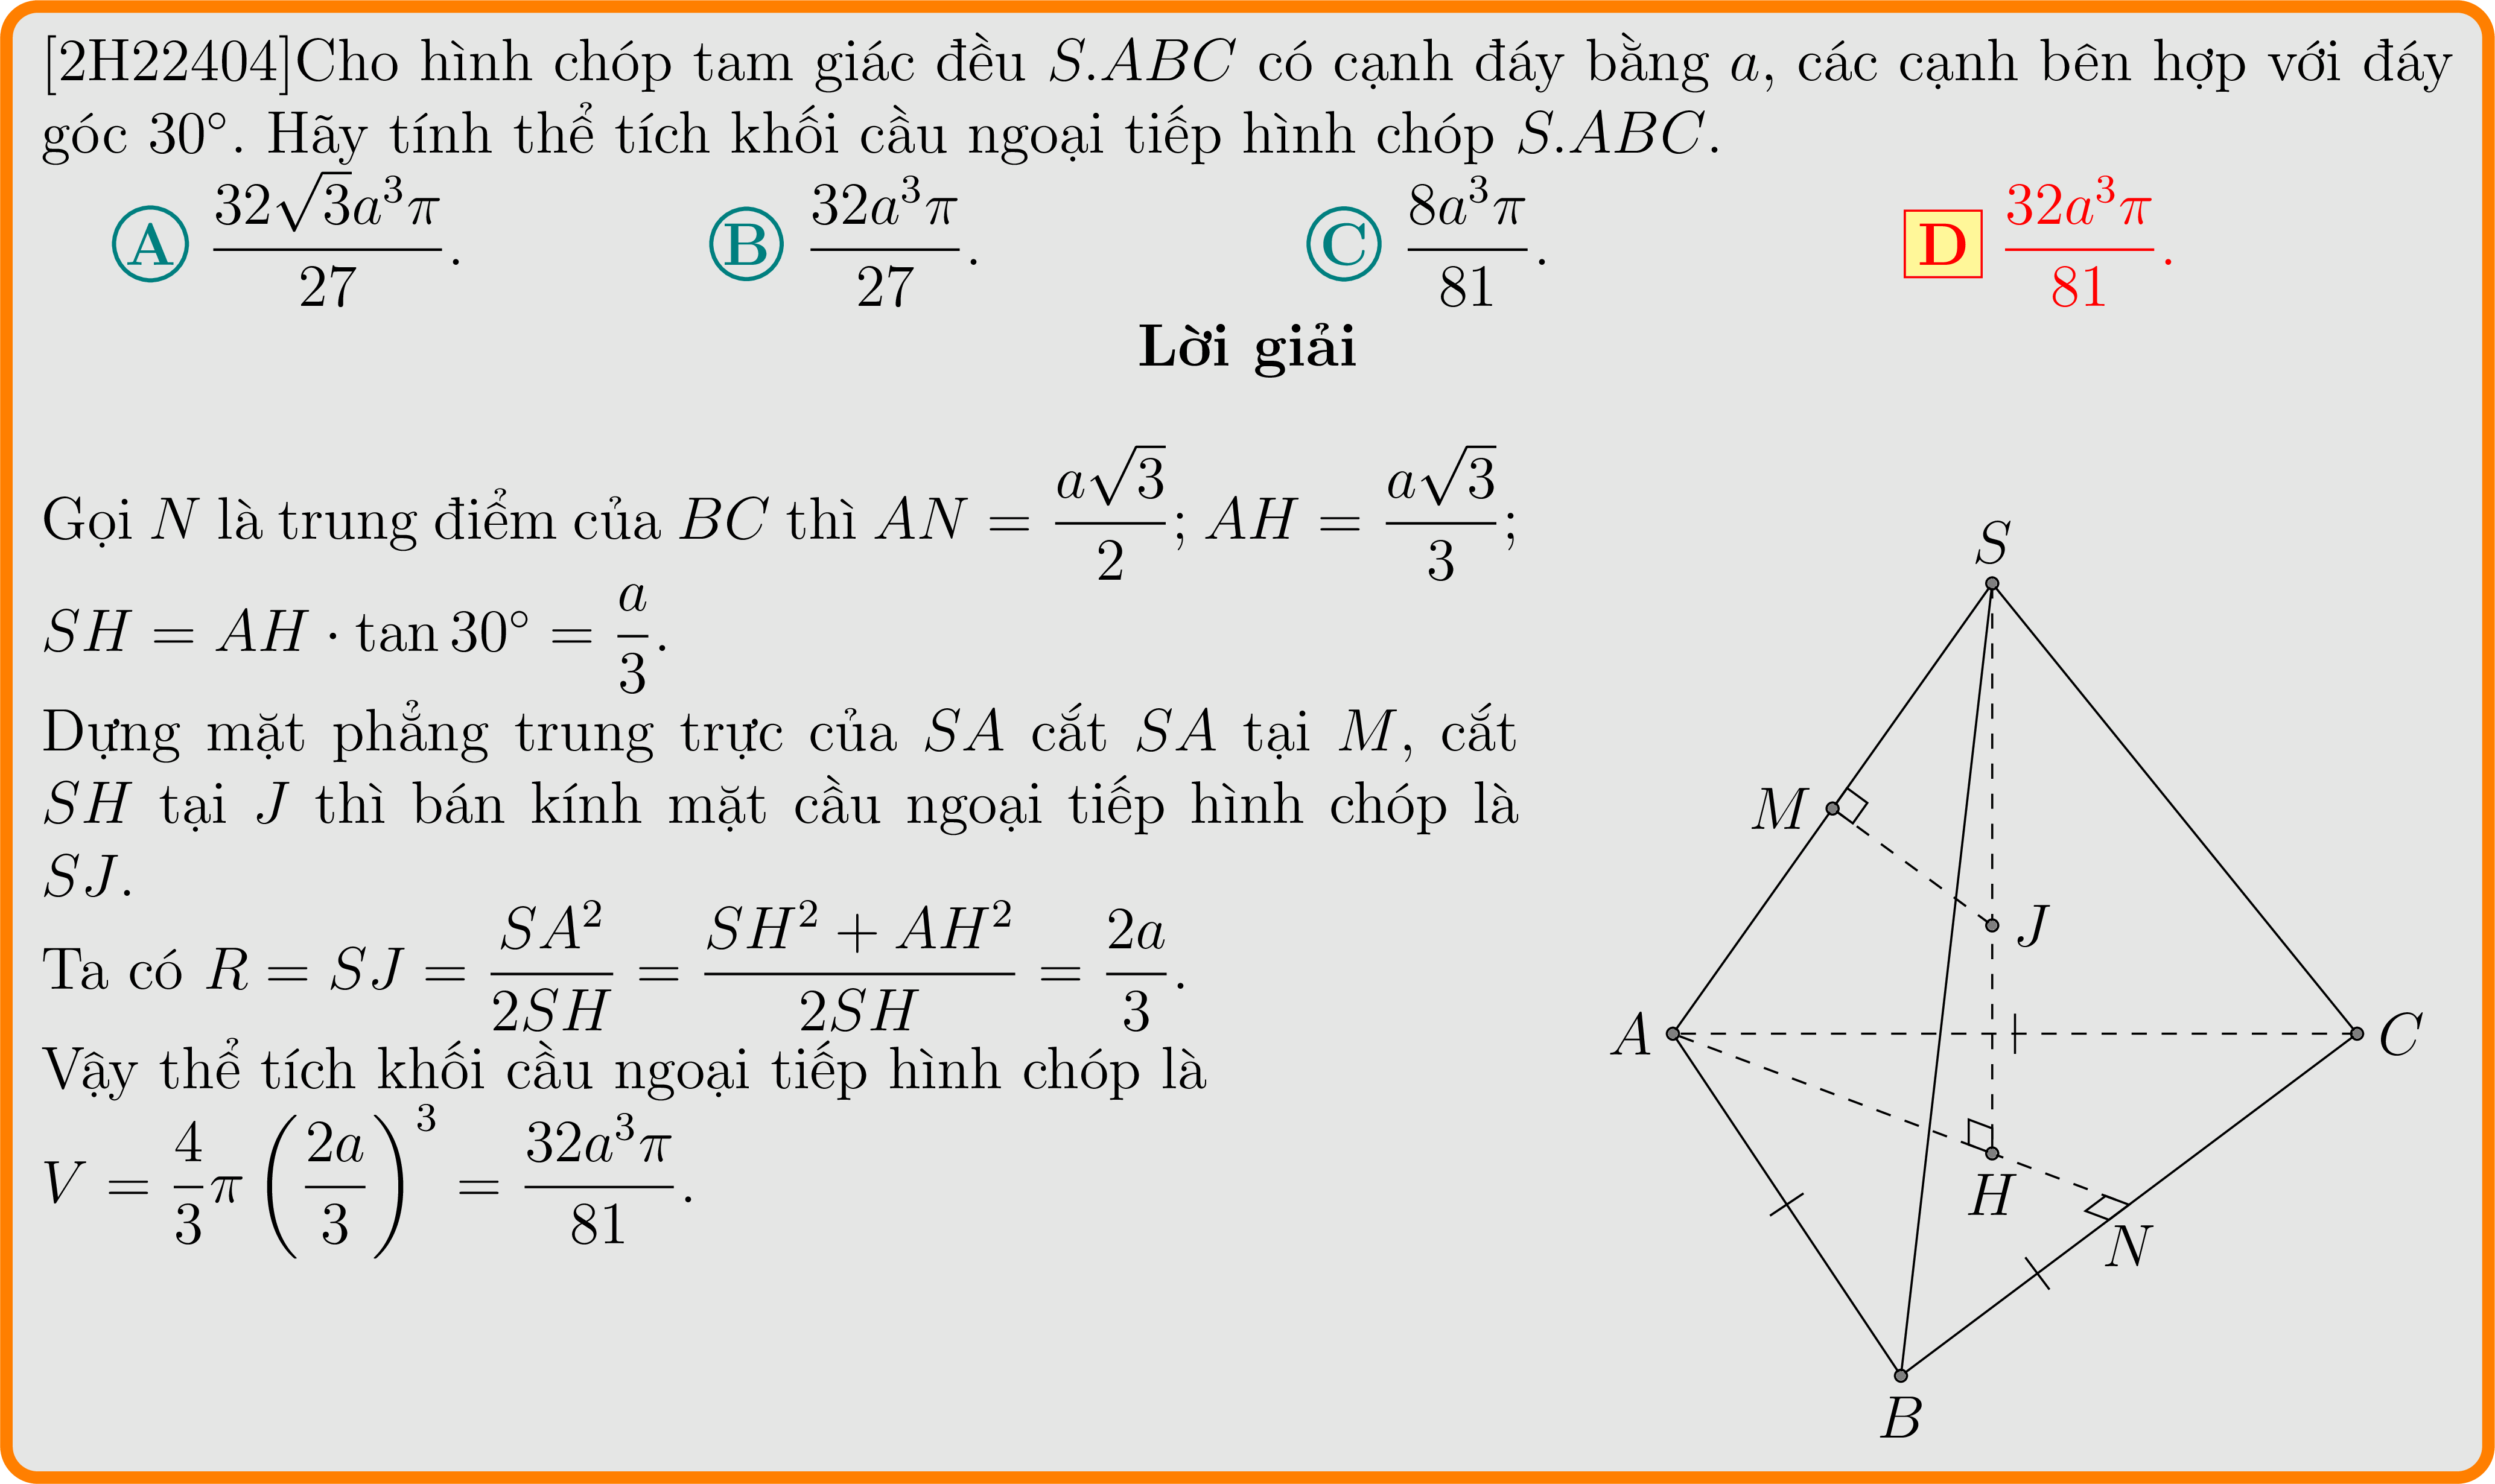 [2H22404]Cho hình chóp tam giác đều S.ABC có cạnh đáy bằng a, các cạnh bên hợp với đáy
góc 30°. Hãy tính thể tích khối cầu ngoại tiếp hình chóp S.ABC.
A \frac{32\sqrt{3}a^3\pi}{27}. B \frac{32a^3\pi}{27}. C \frac{8a^3\pi}{81}. D \frac{32a^3\pi}{81}.
Lời giải
Gọi N là trung điểm của BC thì AN = \frac{a\sqrt{3}}{2}; AH = \frac{a\sqrt{3}}{3};
SH = AH · tan 30° = \frac{a}{3}.
Dựng mặt phẳng trung trực của SA cắt SA tại M, cắt
SH tại J thì bán kính mặt cầu ngoại tiếp hình chóp là
SJ.
Ta có R = SJ = \frac{SA^2}{2SH} = \frac{SH^2 + AH^2}{2SH} = \frac{2a}{3}.
Vậy thể tích khối cầu ngoại tiếp hình chóp là
V = \frac{4}{3}\pi \left(\frac{2a}{3}\right)^3 = \frac{32a^3\pi}{81}.
S
M
J
A
C
H
N
B